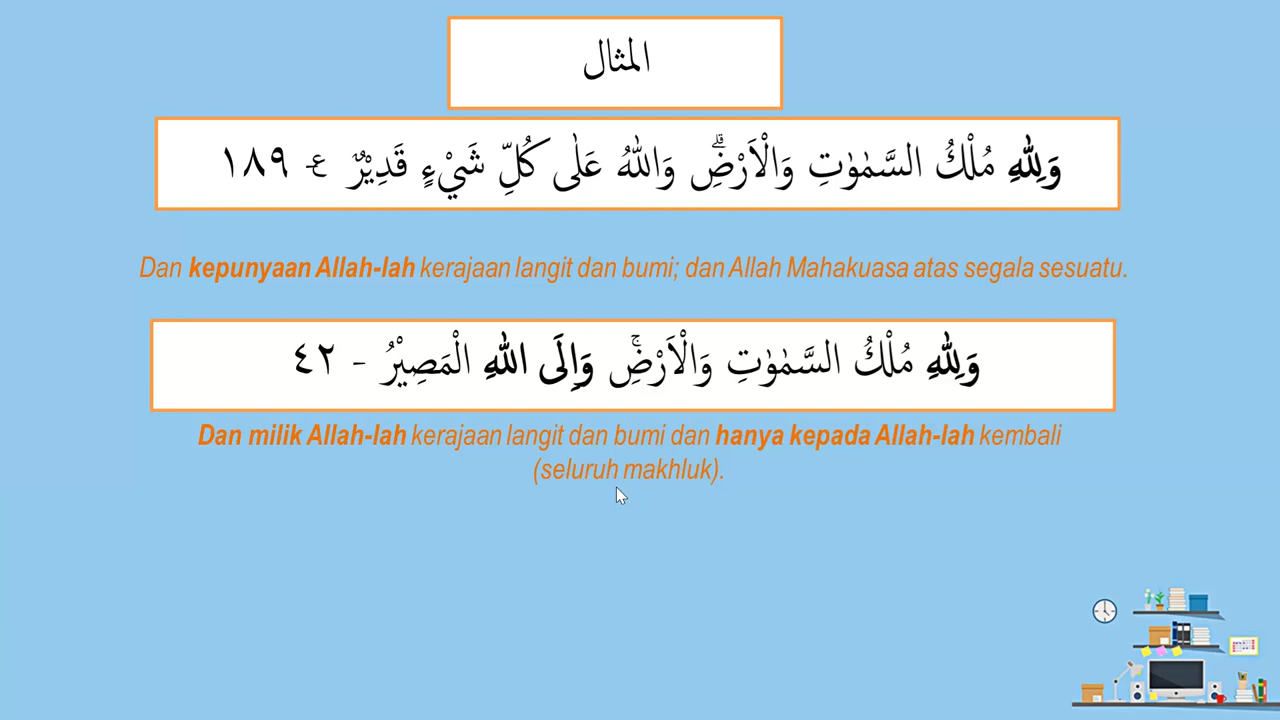 المثال
وَلِلّٰهِ مُلْكُ السَّمٰوٰتِ وَالْاَرْضِۗ وَاللّٰهُ عَلٰى كُلِّ شَيْءٍ قَدِيْرٌ ࣖ - ١٨٩
Dan kepunyaan Allah-lah kerajaan langit dan bumi; dan Allah Mahakuasa atas segala sesuatu.
وَلِلّٰهِ مُلْكُ السَّمٰوٰتِ وَالْاَرْضِۚ وَاِلَى اللّٰهِ الْمَصِيْرُ - ٤٢
Dan milik Allah-lah kerajaan langit dan bumi dan hanya kepada Allah-lah kembali
(seluruh makhluk).